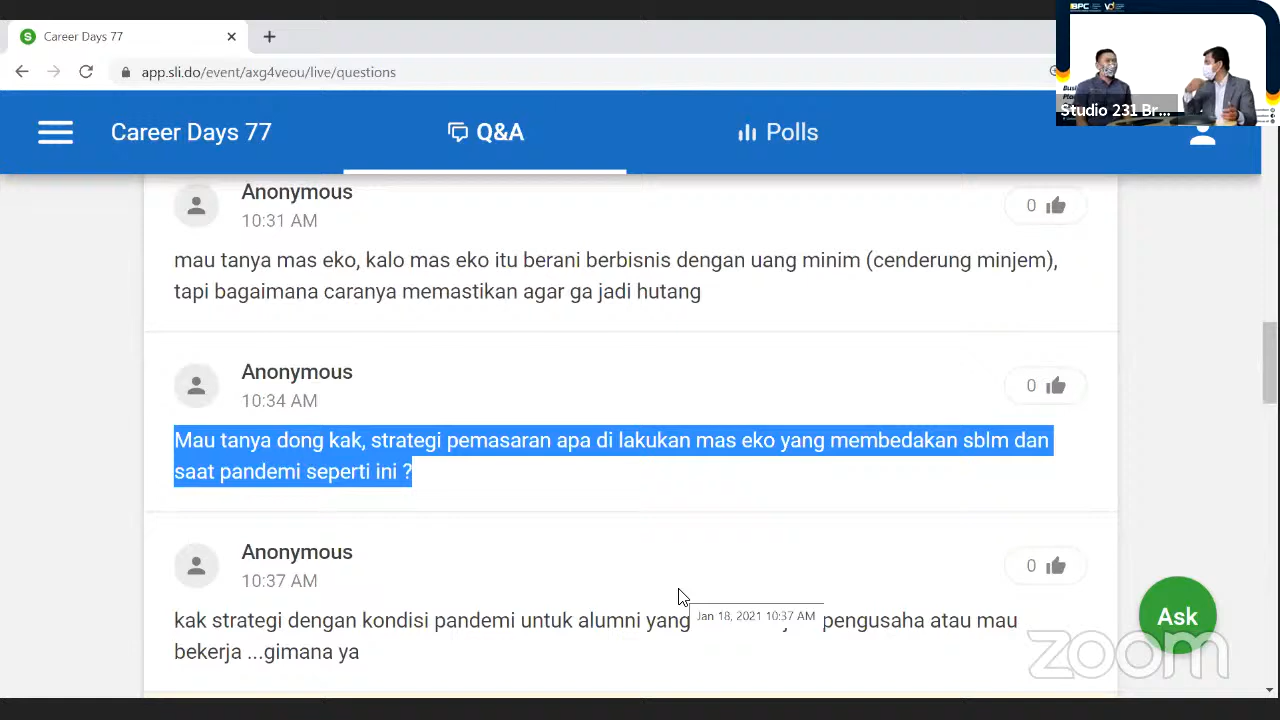 Career Days 77
app.sli.do/event/axg4veou/live/questions
BPC
Studio 231 Br...
Career Days 77
Q&A
Polls
Anonymous
10:31 AM
0
mau tanya mas eko, kalo mas eko itu berani berbisnis dengan uang minim (cenderung minjem),
tapi bagaimana caranya memastikan agar ga jadi hutang
Anonymous
10:34 AM
0
Mau tanya dong kak, strategi pemasaran apa di lakukan mas eko yang membedakan sblm dan
saat pandemi seperti ini ?
Anonymous
10:37 AM
0
Jan 18, 2021 10:37 AM
kak strategi dengan kondisi pandemi untuk alumni yang pengusaha atau mau
bekerja ...gimana ya
Ask
zoom